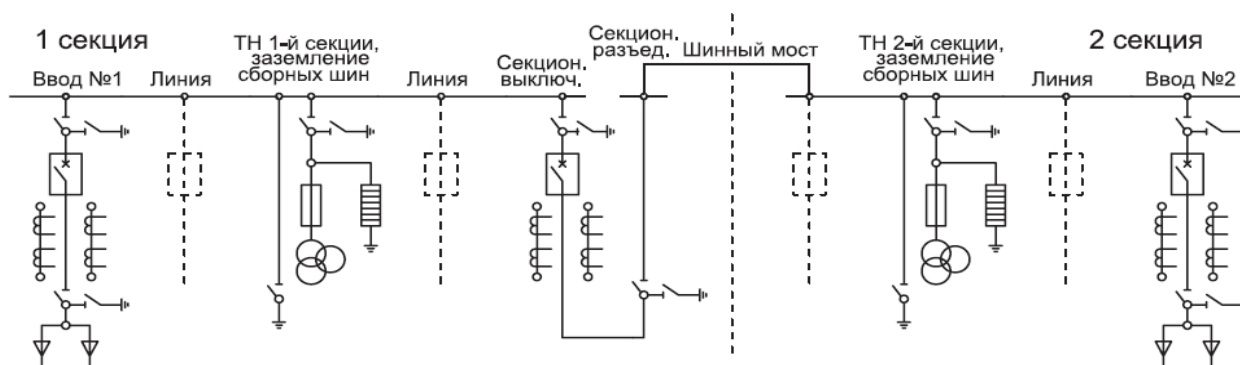 1 секция
Ввод №1
Линия
ТН 1-й секции,
заземление
сборных шин
Линия
Секцион.
выключ.
Секцион.
разъед.
Шинный мост
ТН 2-й секции,
заземление
сборных шин
Линия
2 секция
Ввод №2